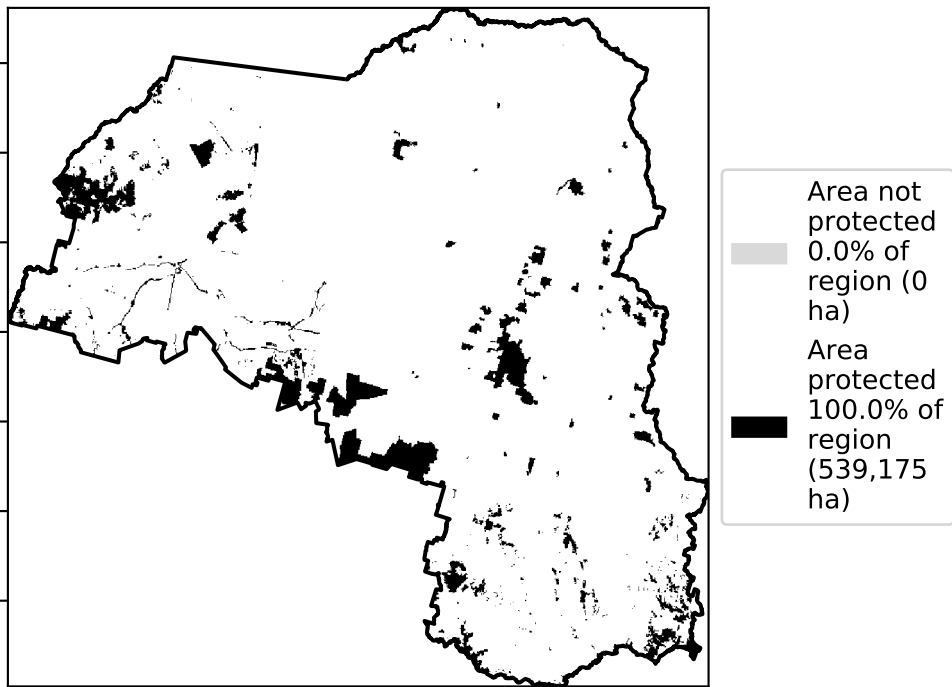 Area not
protected
0.0% of
region (0
ha)
Area
protected
100.0% of
region
(539,175
ha)